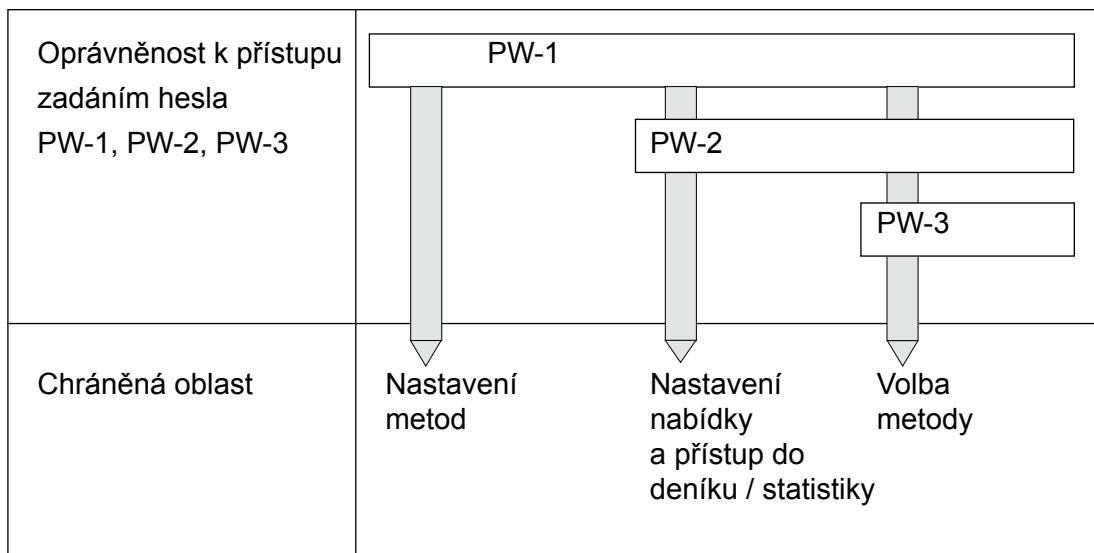 Oprávněnost k přístupu
zadáním hesla
PW-1, PW-2, PW-3
PW-1
PW-2
PW-3
Chráněná oblast
Nastavení
metod
Nastavení
nabídky
a přístup do
deníku / statistiky
Volba
metody